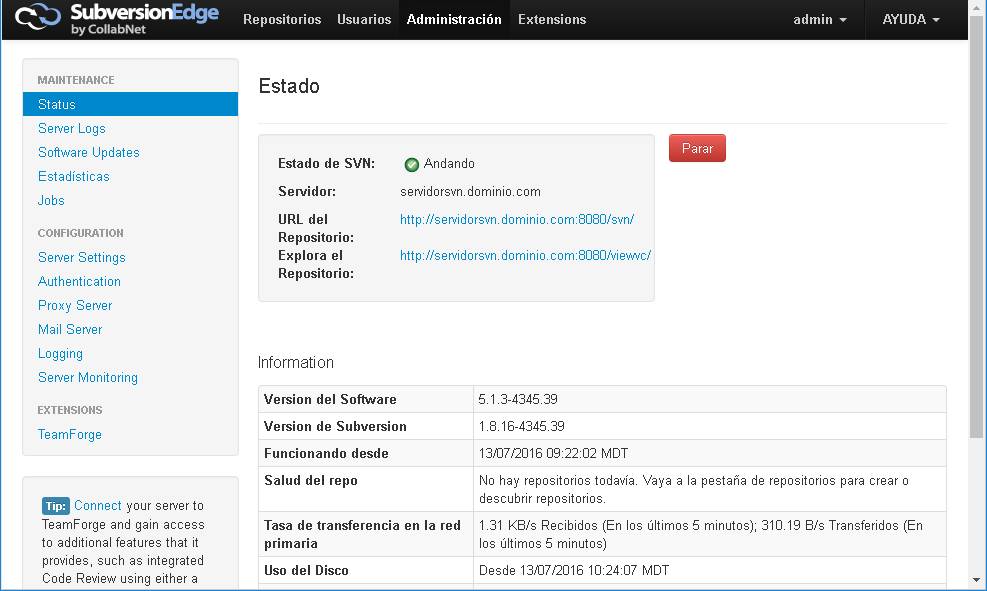 SubversionEdge
by CollabNet
Repositorios Usuarios Administración Extensions admin AYUDA
MAINTENANCE
Status
Server Logs
Software Updates
Estadísticas
Jobs
CONFIGURATION
Server Settings
Authentication
Proxy Server
Mail Server
Logging
Server Monitoring
EXTENSIONS
TeamForge
Tip: Connect your server to
TeamForge and gain access
to additional features that it
provides, such as integrated
Code Review using either a
Estado
Estado de SVN: Andando
Servidor: servidorsvn.dominio.com
URL del http://servidorsvn.dominio.com:8080/svn/
Repositorio:
Explora el http://servidorsvn.dominio.com:8080/viewvc/
Repositorio:
Parar
Information
Version del Software 5.1.3-4345.39
Version de Subversion 1.8.16-4345.39
Funcionando desde 13/07/2016 09:22:02 MDT
Salud del repo No hay repositorios todavía. Vaya a la pestaña de repositorios para crear o
descubrir repositorios.
Tasa de transferencia en la red 1.31 KB/s Recibidos (En los últimos 5 minutos); 310.19 B/s Transferidos (En
primaria los últimos 5 minutos)
Uso del Disco Desde 13/07/2016 10:24:07 MDT